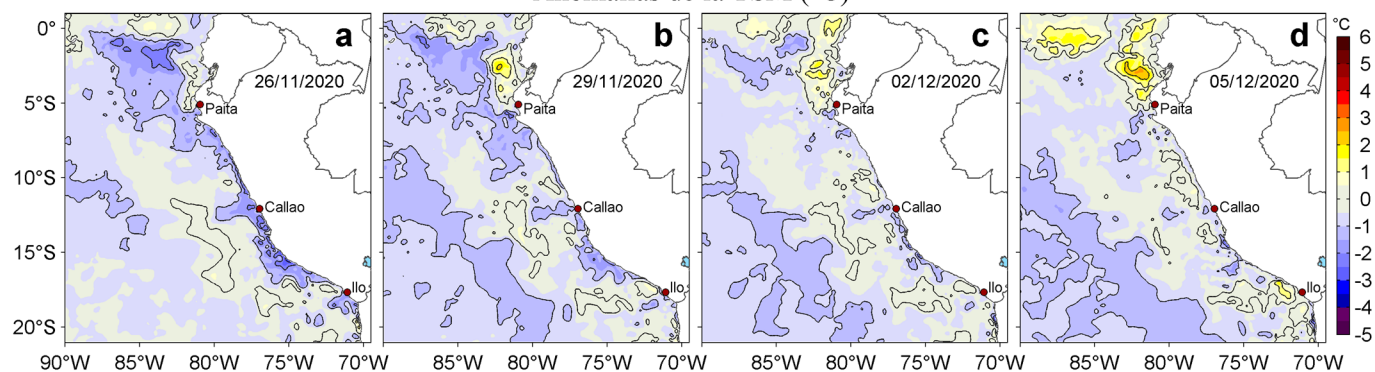 a
b
c
d
°C
0°
5°S
10°S
15°S
20°S
26/11/2020
29/11/2020
02/12/2020
05/12/2020
Paita
Paita
Paita
Paita
Callao
Callao
Callao
Callao
Ilo
Ilo
Ilo
Ilo
6
5
4
3
2
1
0
-1
-2
-3
-4
-5
90°W 85°W 80°W 75°W 70°W
85°W 80°W 75°W 70°W
85°W 80°W 75°W 70°W
85°W 80°W 75°W 70°W